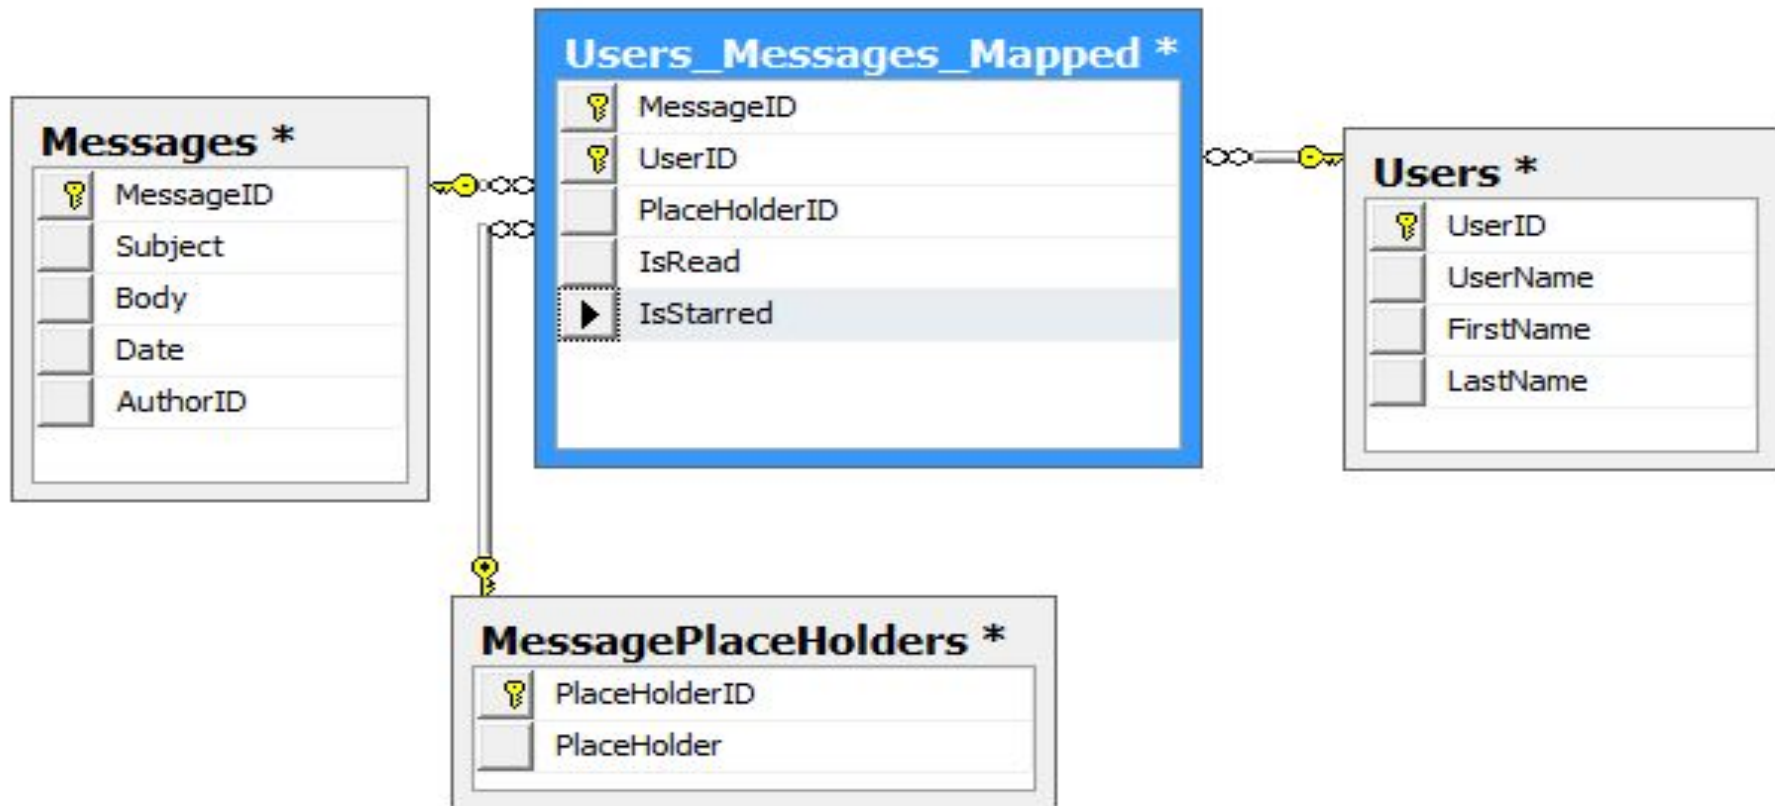 Messages *
MessageID
Subject
Body
Date
AuthorID
Users_Messages_Mapped *
MessageID
UserID
PlaceHolderID
IsRead
IsStarred
Users *
UserID
UserName
FirstName
LastName
MessagePlaceHolders *
PlaceHolderID
PlaceHolder